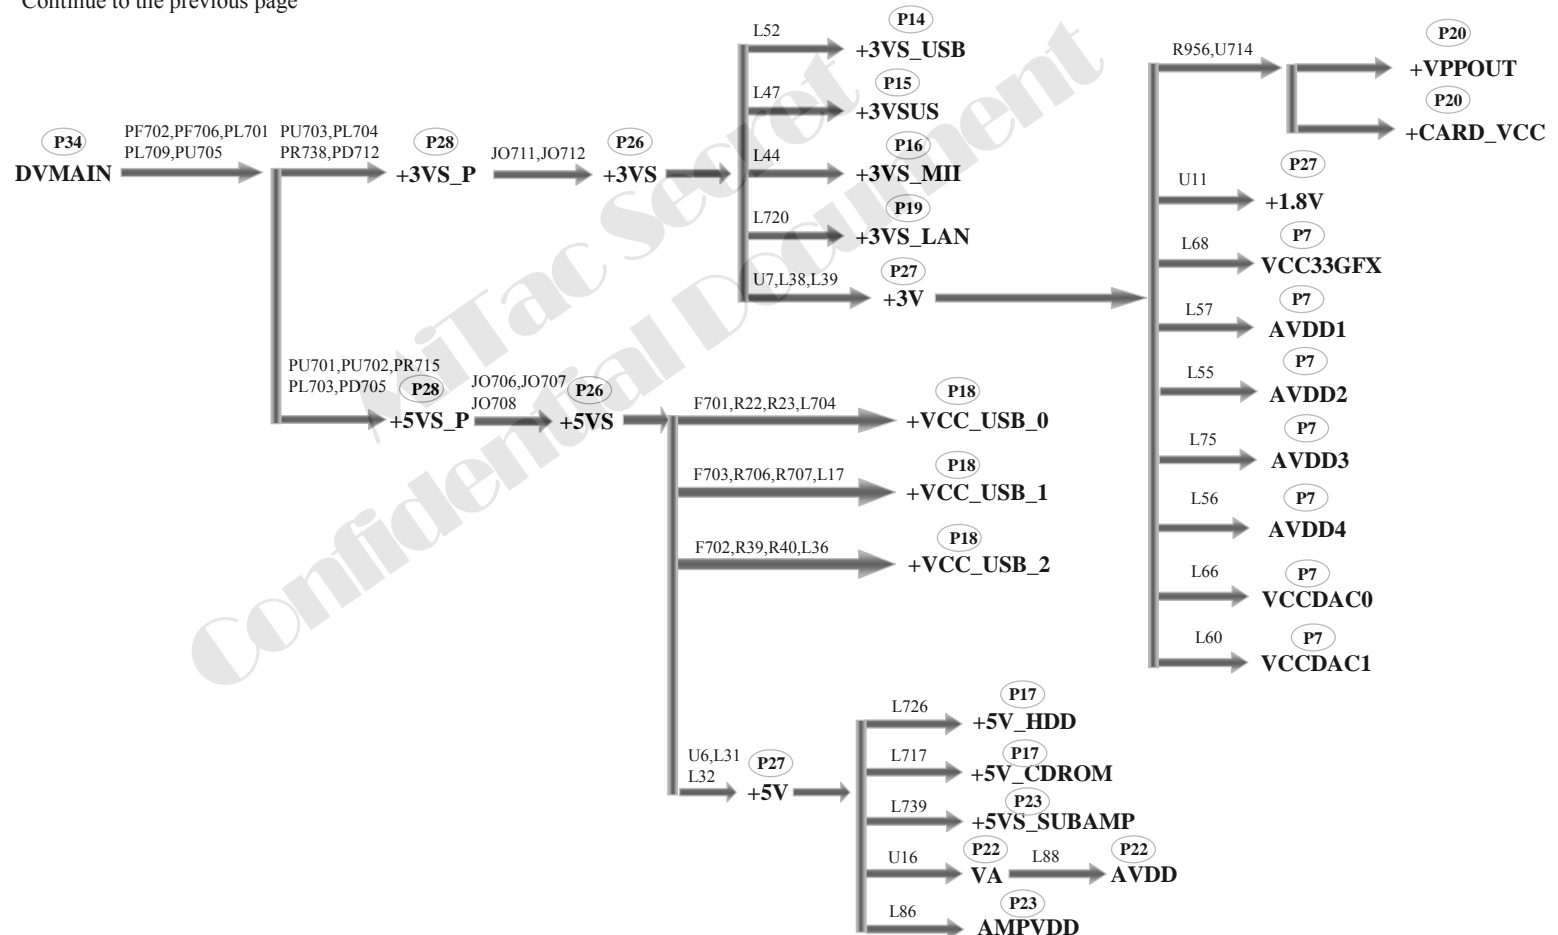 Continue to the previous page
P34
DVMAIN
PF702,PF706,PL701
PL709,PU705
PU703,PL704
PR738,PD712
P28
+3VS_P
JO711,JO712
P26
+3VS
L52
P14
+3VS_USB
L47
P15
+3VSUS
L44
P16
+3VS_MII
L720
P19
+3VS_LAN
U7,L38,L39
P27
+3V
R956,U714
P20
+VPPOUT
P20
+CARD_VCC
U11
P27
+1.8V
L68
P7
VCC33GFX
L57
P7
AVDD1
L55
P7
AVDD2
L75
P7
AVDD3
L56
P7
AVDD4
L66
P7
VCCDAC0
L60
P7
VCCDAC1
PU701,PU702,PR715
PL703,PD705
P28
+5VS_P
JO706,JO707
JO708
P26
+5VS
F701,R22,R23,L704
P18
+VCC_USB_0
F703,R706,R707,L17
P18
+VCC_USB_1
F702,R39,R40,L36
P18
+VCC_USB_2
U6,L31
L32
P27
+5V
L726
P17
+5V_HDD
L717
P17
+5V_CDROM
L739
P23
+5VS_SUBAMP
U16
P22
VA
L88
P22
AVDD
L86
P23
AMPVDD
MiTac Secret
Confidential Document